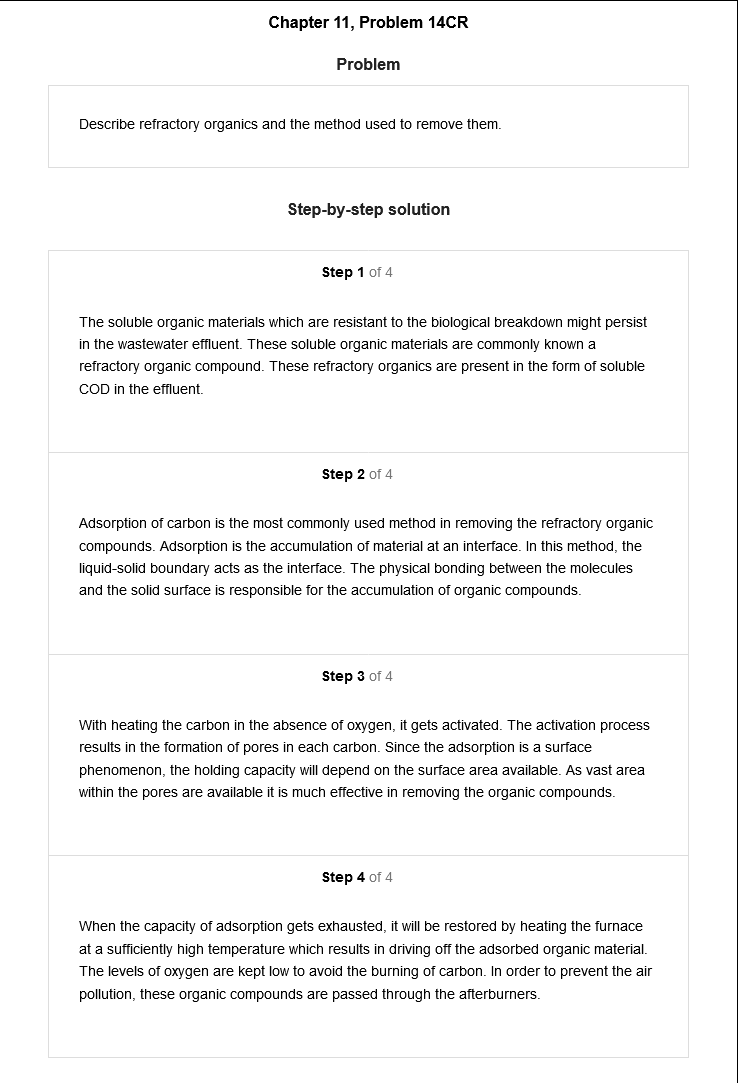 Chapter 11, Problem 14CR
Problem
Describe refractory organics and the method used to remove them.
Step-by-step solution
Step 1 of 4
The soluble organic materials which are resistant to the biological breakdown might persist
in the wastewater effluent. These soluble organic materials are commonly known a
refractory organic compound. These refractory organics are present in the form of soluble
COD in the effluent.
Step 2 of 4
Adsorption of carbon is the most commonly used method in removing the refractory organic
compounds. Adsorption is the accumulation of material at an interface. In this method, the
liquid-solid boundary acts as the interface. The physical bonding between the molecules
and the solid surface is responsible for the accumulation of organic compounds.
Step 3 of 4
With heating the carbon in the absence of oxygen, it gets activated. The activation process
results in the formation of pores in each carbon. Since the adsorption is a surface
phenomenon, the holding capacity will depend on the surface area available. As vast area
within the pores are available it is much effective in removing the organic compounds.
Step 4 of 4
When the capacity of adsorption gets exhausted, it will be restored by heating the furnace
at a sufficiently high temperature which results in driving off the adsorbed organic material.
The levels of oxygen are kept low to avoid the burning of carbon. In order to prevent the air
pollution, these organic compounds are passed through the afterburners.